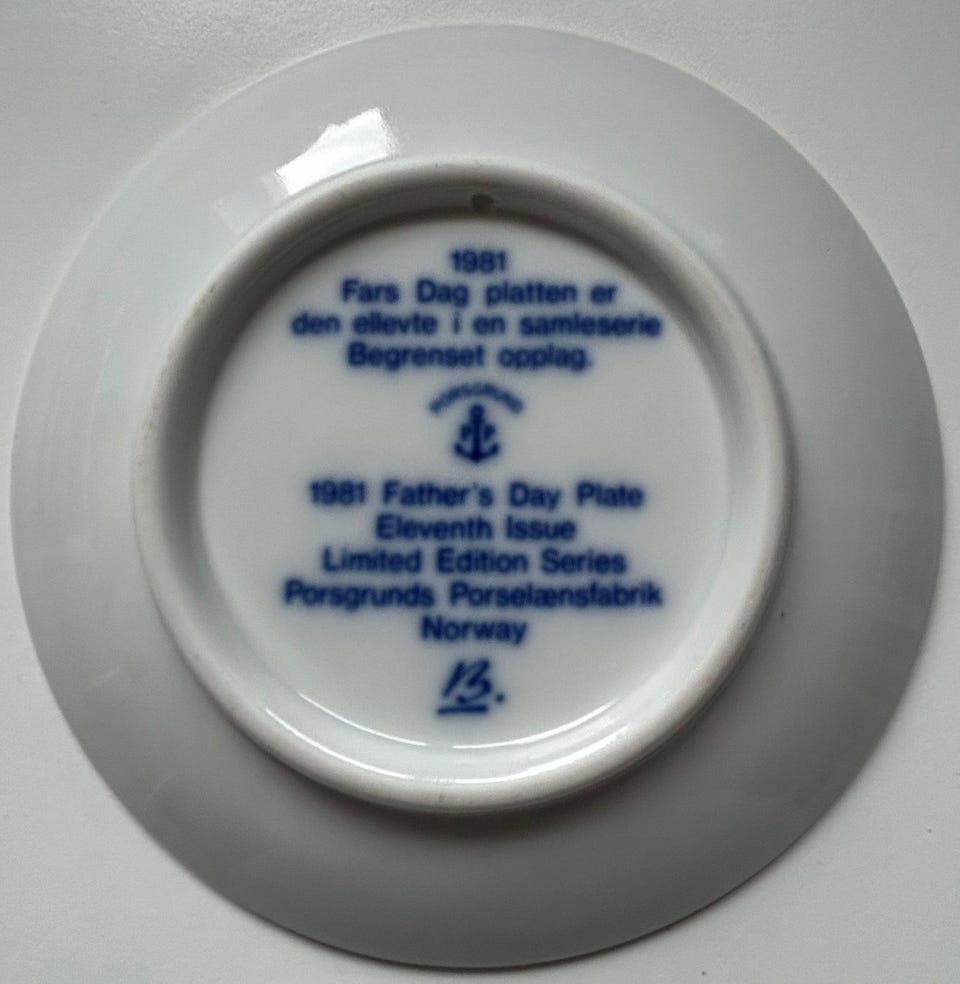 1981
Fars Dag platten er
den ellevte i en samleserie
Begrenset opplag.
PORSGRUND
1981 Father's Day Plate
Eleventh Issue
Limited Edition Series
Porsgrunds Porselænsfabrik
Norway
B.